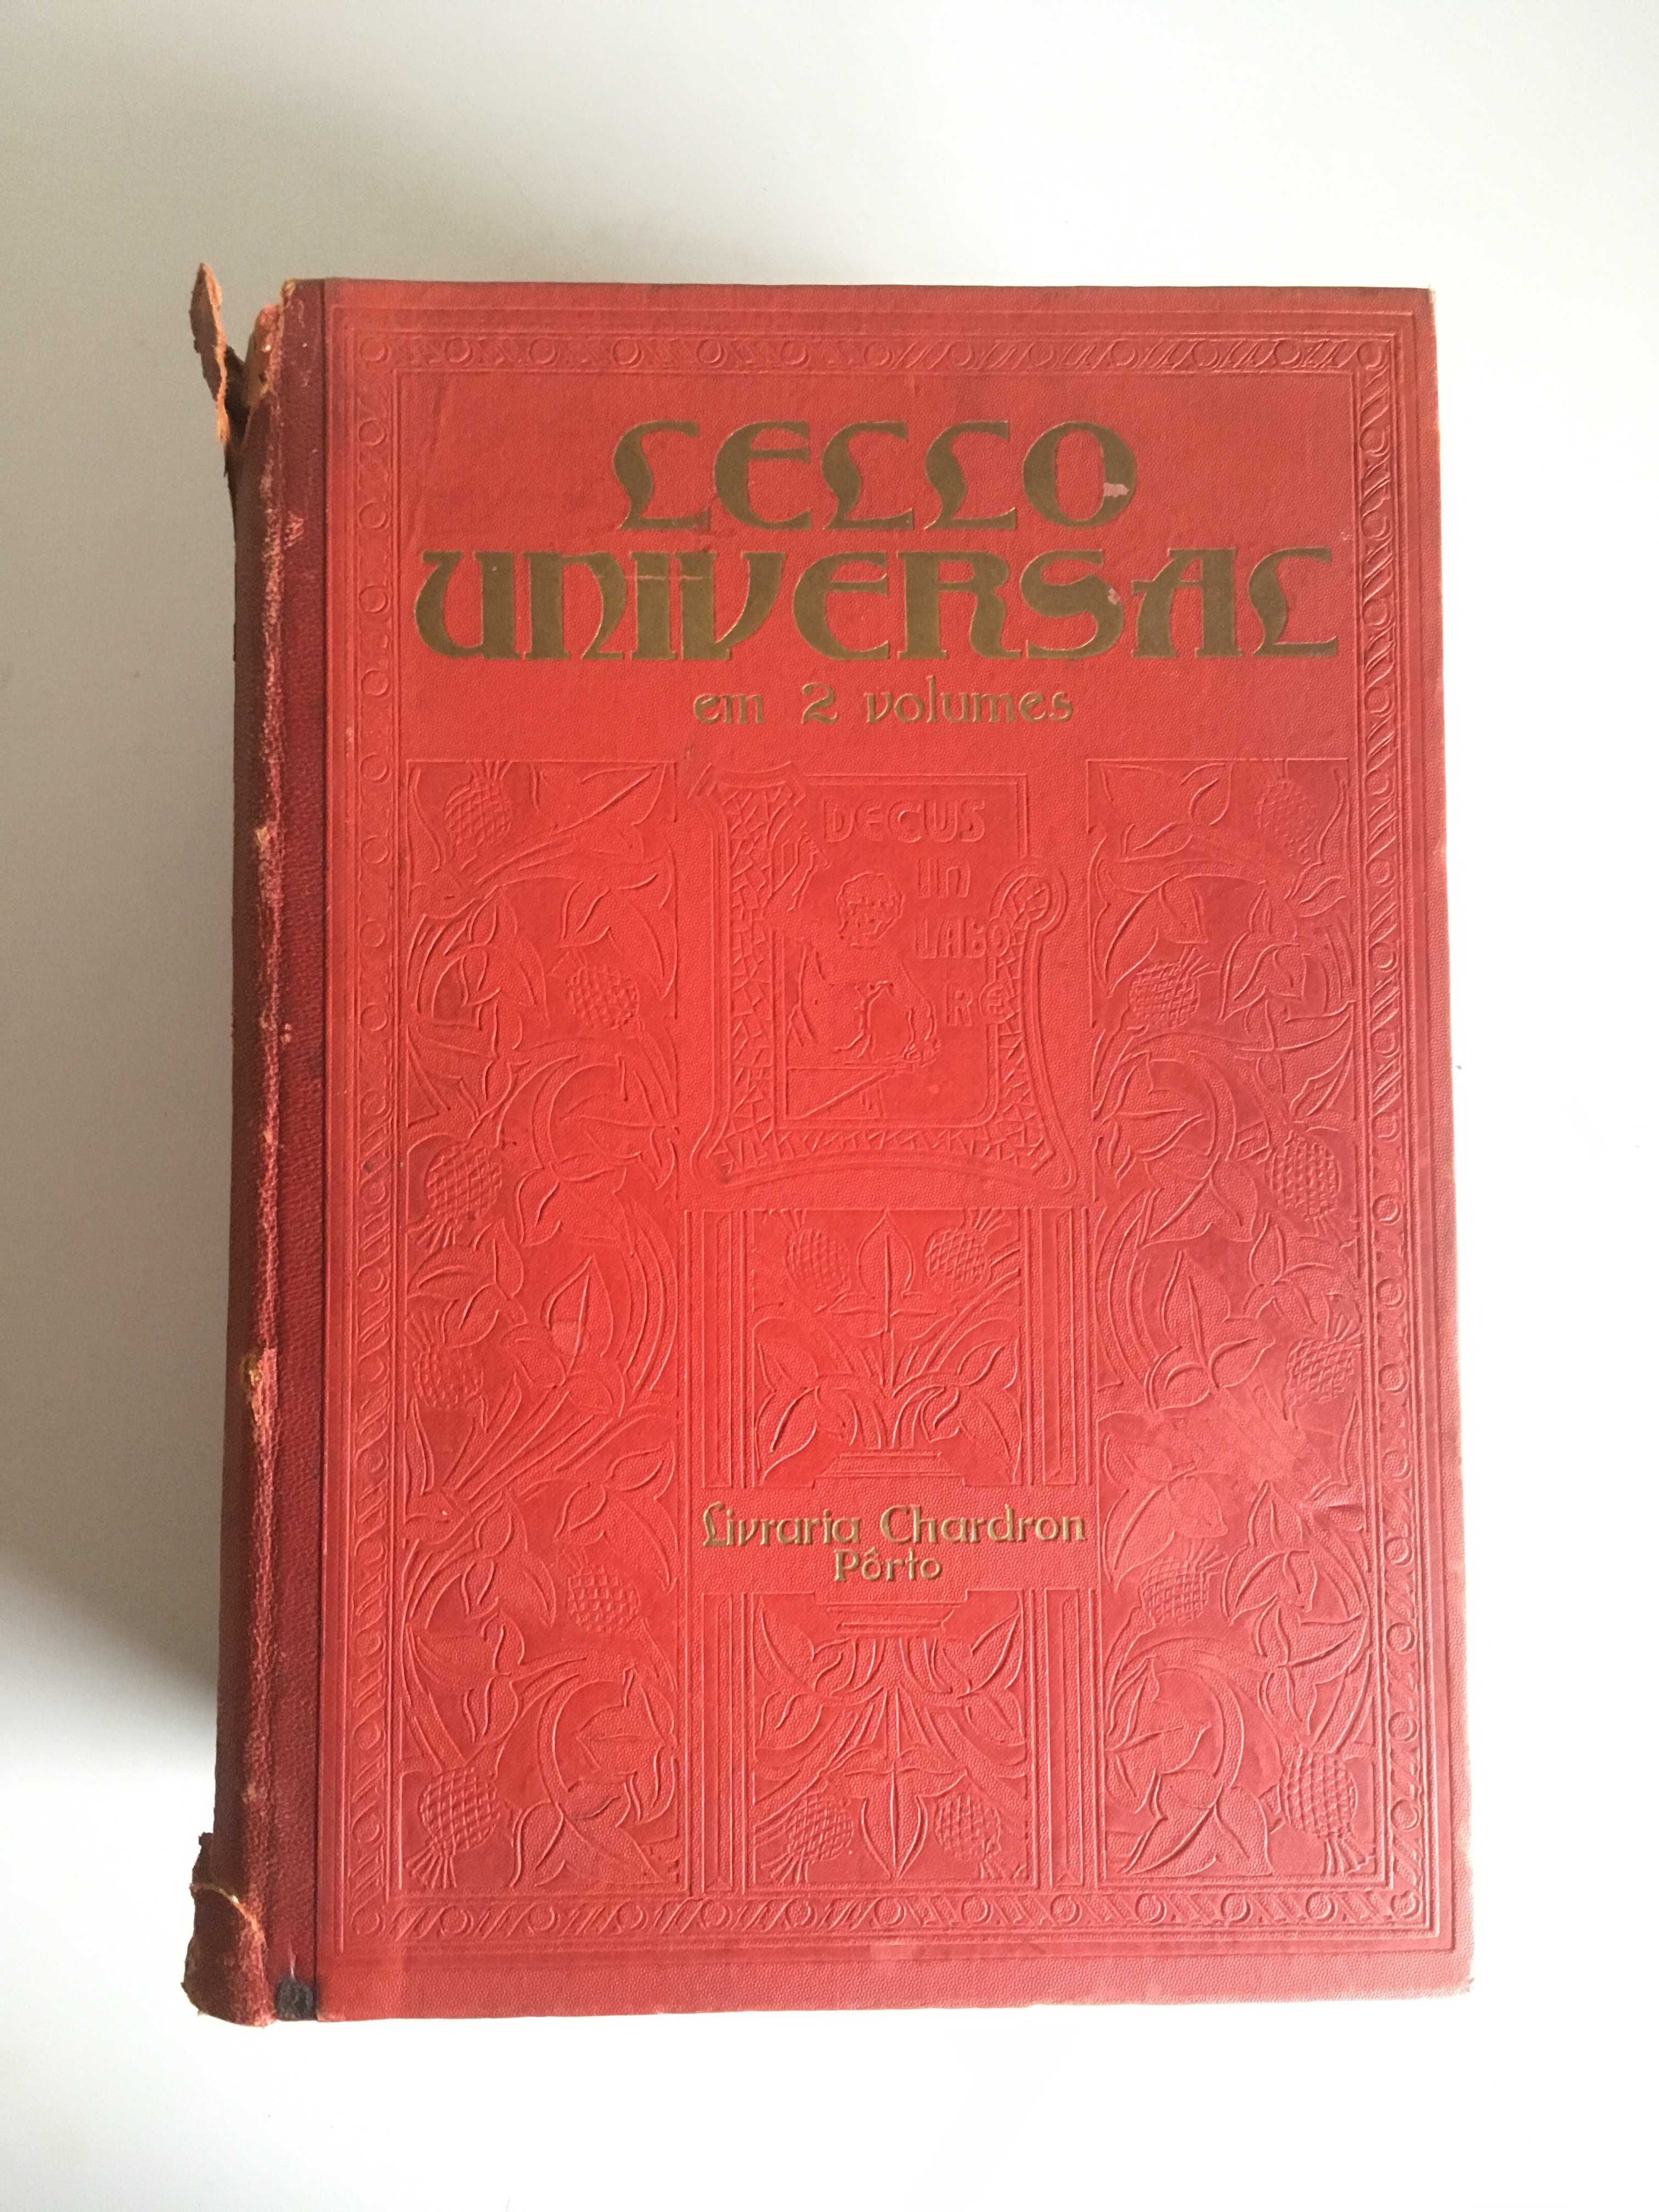 LELLO
UNIVERSAL
em 2 volumes
DECUS
IN
LABO
RE
Livraria Chardron
Pôrto